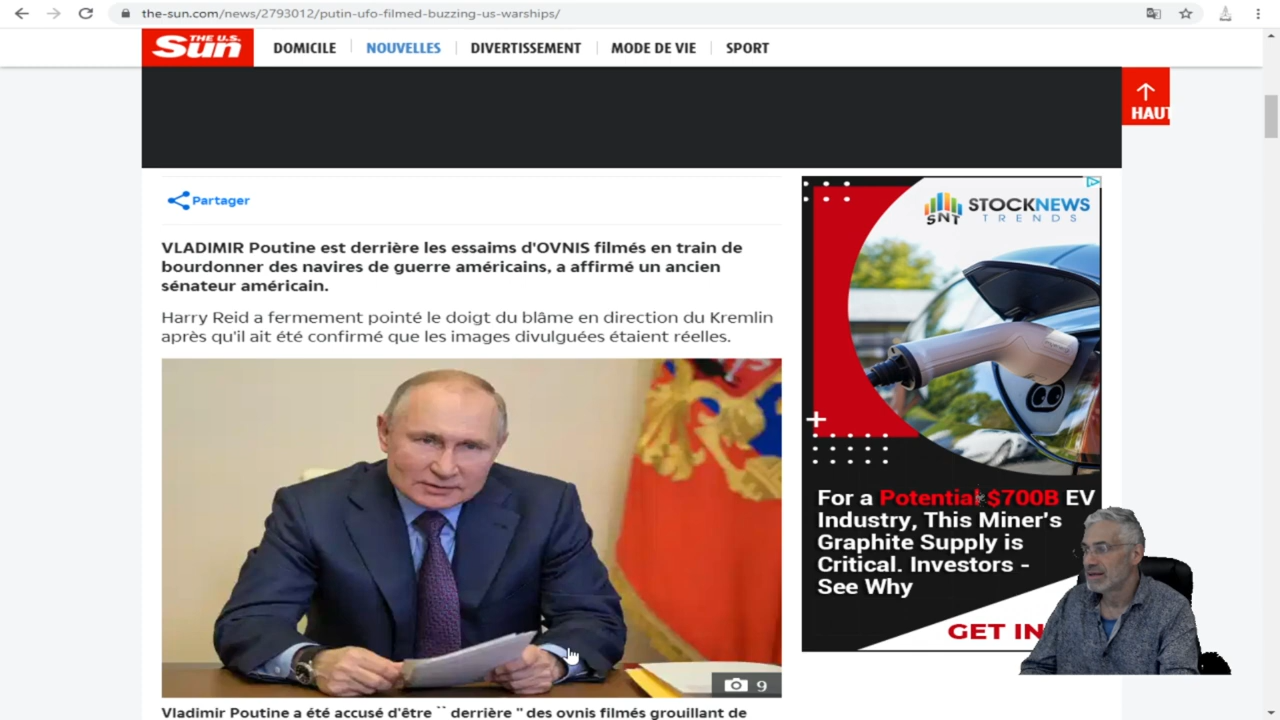 the-sun.com/news/2793012/putin-ufo-filmed-buzzing-us-warships/
THE U.S.
Sun
DOMICILE
NOUVELLES
DIVERTISSEMENT
MODE DE VIE
SPORT
HAUT
Partager
VLADIMIR Poutine est derrière les essaims d'OVNIS filmés en train de
bourdonner des navires de guerre américains, a affirmé un ancien
sénateur américain.
Harry Reid a fermement pointé le doigt du blâme en direction du Kremlin
après qu'il ait été confirmé que les images divulguées étaient réelles.
9
Vladimir Poutine a été accusé d'être `` derrière '' des ovnis filmés grouillant de
SNT
STOCKNEWS
TRENDS
For a Potential $700B EV
Industry, This Miner's
Graphite Supply is
Critical. Investors -
See Why
GET IN